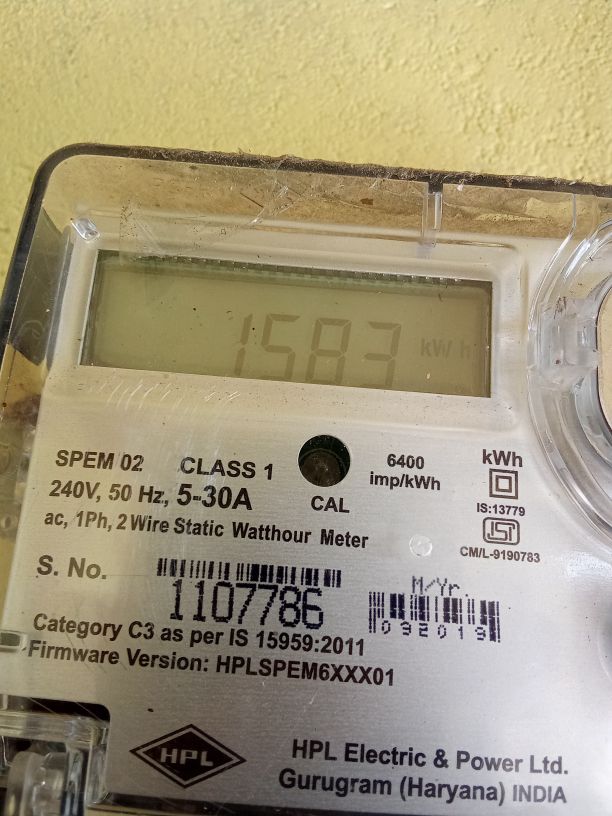 1583 kWh
SPEM 02 CLASS 1
240V, 50 Hz, 5-30A
ac, 1Ph, 2 Wire Static Watthour Meter
CAL
6400
imp/kWh
kWh
IS:13779
ISI
CM/L-9190783
S. No.
1107786
M/Yr.
092019
Category C3 as per IS 15959:2011
Firmware Version: HPLSPEM6XXX01
HPL
HPL Electric & Power Ltd.
Gurugram (Haryana) INDIA